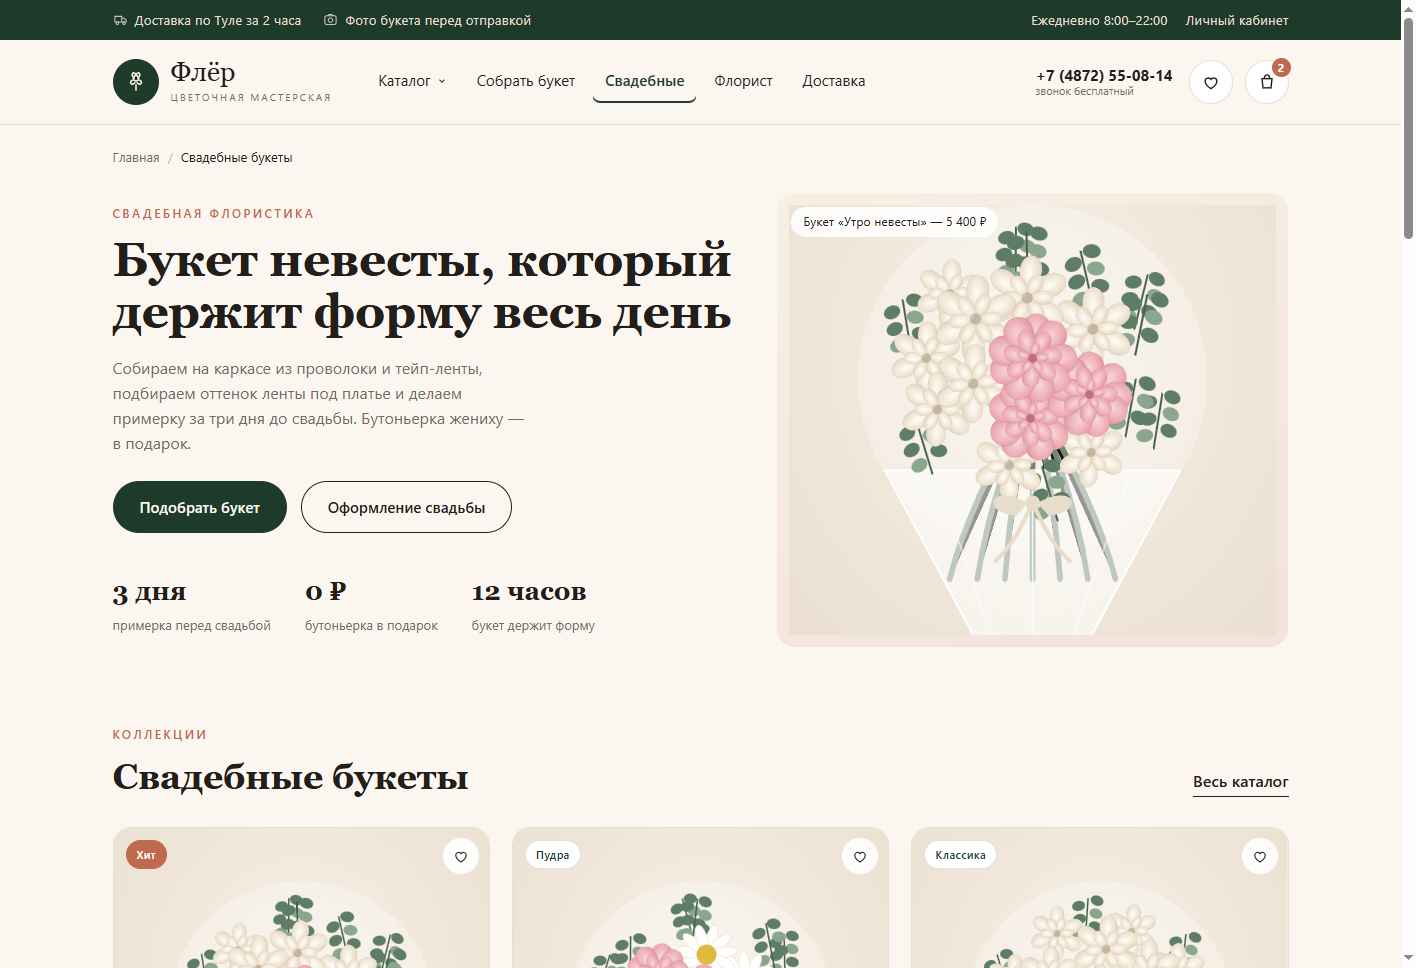 Доставка по Туле за 2 часа
Фото букета перед отправкой
Ежедневно 8:00–22:00
Личный кабинет
Флёр
ЦВЕТОЧНАЯ МАСТЕРСКАЯ
Каталог
Собрать букет
Свадебные
Флорист
Доставка
+7 (4872) 55-08-14
звонок бесплатный
2
Главная / Свадебные букеты
СВАДЕБНАЯ ФЛОРИСТИКА
Букет невесты, который
держит форму весь день
Собираем на каркасе из проволоки и тейп-ленты,
подбираем оттенок ленты под платье и делаем
примерку за три дня до свадьбы. Бутоньерка жениху —
в подарок.
Подобрать букет
Оформление свадьбы
3 дня
примерка перед свадьбой
0 ₽
бутоньерка в подарок
12 часов
букет держит форму
Букет «Утро невесты» — 5 400 ₽
КОЛЛЕКЦИИ
Свадебные букеты
Весь каталог
Хит
Пудра
Классика